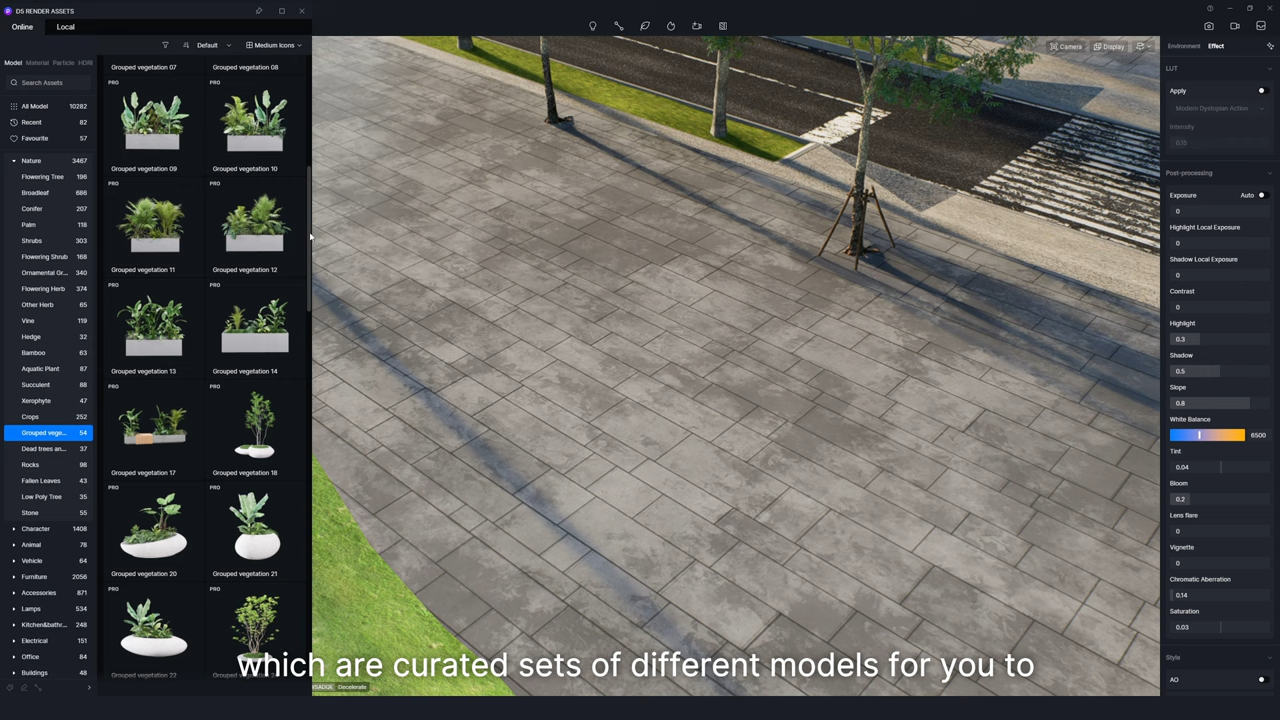 D5 RENDER ASSETS
Online
Local
Default
Medium Icons
Model
Material
Particle
HDRI
Search Assets
All Model 10282
Recent 82
Favourite 57
Nature 3467
Flowering Tree 196
Broadleaf 686
Conifer 207
Palm 118
Shrubs 303
Flowering Shrub 168
Ornamental Gr... 340
Flowering Herb 374
Other Herb 65
Vine 119
Hedge 32
Bamboo 63
Aquatic Plant 87
Succulent 88
Xerophyte 47
Crops 252
Grouped vege... 54
Dead trees an... 37
Rocks 98
Fallen Leaves 43
Low Poly Tree 35
Stone 55
Character 1408
Animal 78
Vehicle 64
Furniture 2056
Accessories 871
Lamps 534
Kitchen&bathr... 248
Electrical 151
Office 84
Buildings 48
Grouped vegetation 07
Grouped vegetation 08
PRO
PRO
Grouped vegetation 09
Grouped vegetation 10
PRO
PRO
Grouped vegetation 11
Grouped vegetation 12
PRO
PRO
Grouped vegetation 13
Grouped vegetation 14
PRO
PRO
Grouped vegetation 17
Grouped vegetation 18
PRO
PRO
Grouped vegetation 20
Grouped vegetation 21
PRO
PRO
Grouped vegetation 22
Camera
Display
Decelerate
which are curated sets of different models for you to
Environment
Effect
LUT
Apply
Modern Dystopian Action
Intensity
0.15
Post-processing
Exposure Auto
0
Highlight Local Exposure
0
Shadow Local Exposure
0
Contrast
0
Highlight
0.3
Shadow
0.5
Slope
0.8
White Balance
6500
Tint
0.04
Bloom
0.2
Lens flare
0
Vignette
0
Chromatic Aberration
0.14
Saturation
0.03
Style
AO